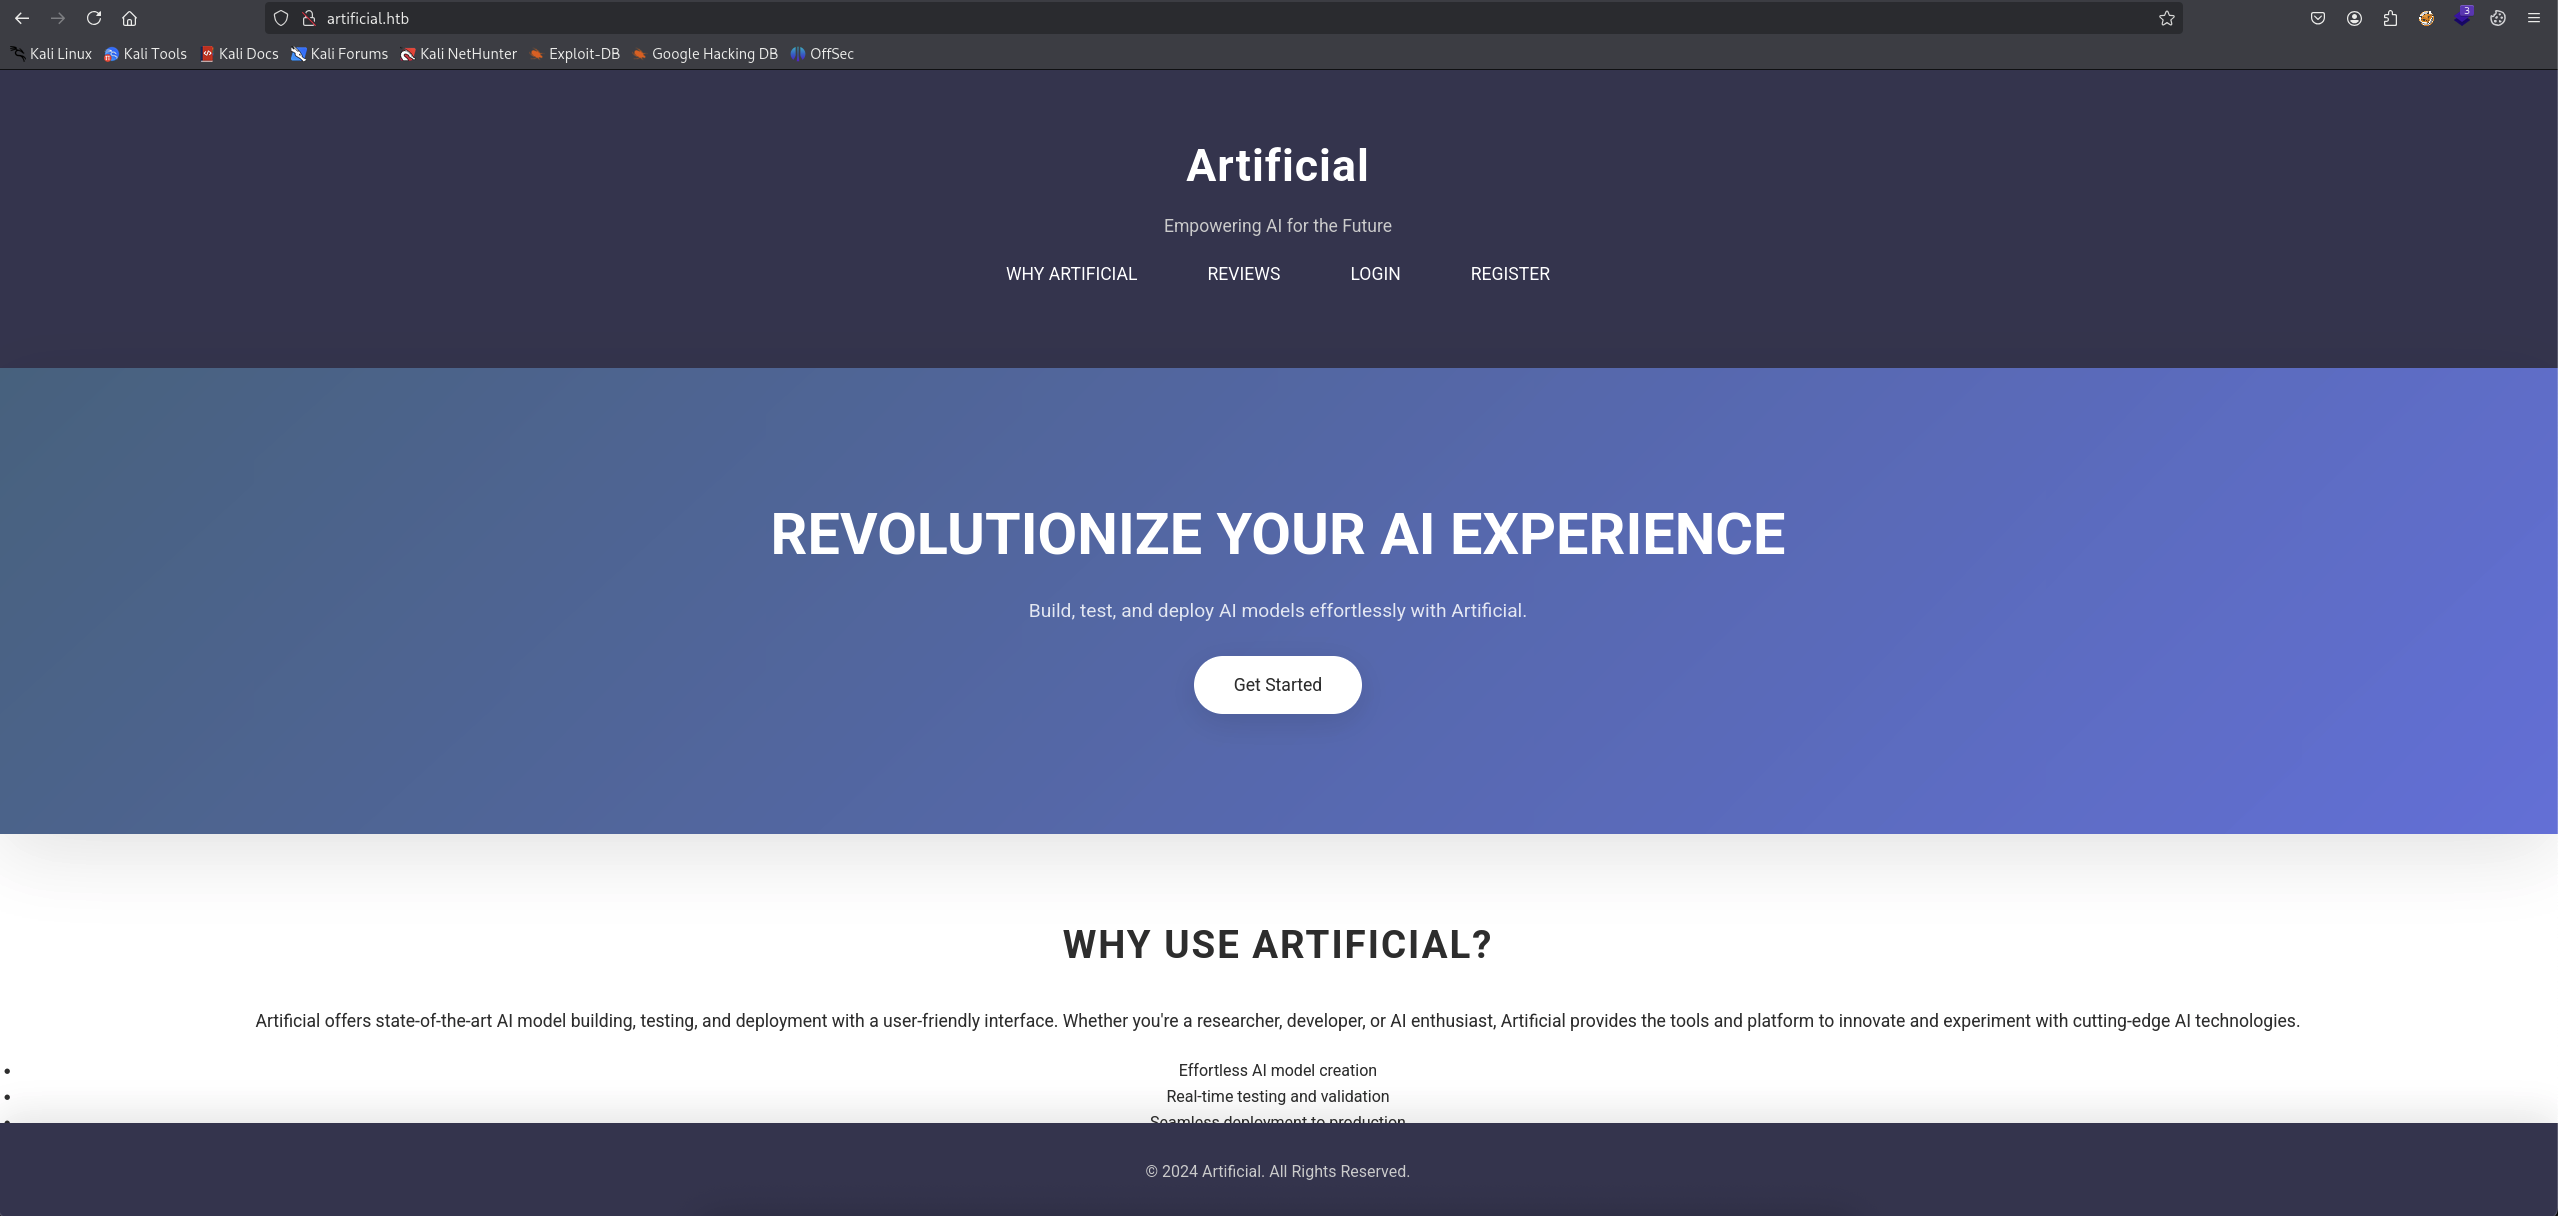 artificial.htb
3
Kali Linux Kali Tools Kali Docs Kali Forums Kali NetHunter Exploit-DB Google Hacking DB OffSec
Artificial
Empowering AI for the Future
WHY ARTIFICIAL REVIEWS LOGIN REGISTER
REVOLUTIONIZE YOUR AI EXPERIENCE
Build, test, and deploy AI models effortlessly with Artificial.
Get Started
WHY USE ARTIFICIAL?
Artificial offers state-of-the-art AI model building, testing, and deployment with a user-friendly interface. Whether you're a researcher, developer, or AI enthusiast, Artificial provides the tools and platform to innovate and experiment with cutting-edge AI technologies.
• Effortless AI model creation
• Real-time testing and validation
• Seamless deployment to production
© 2024 Artificial. All Rights Reserved.